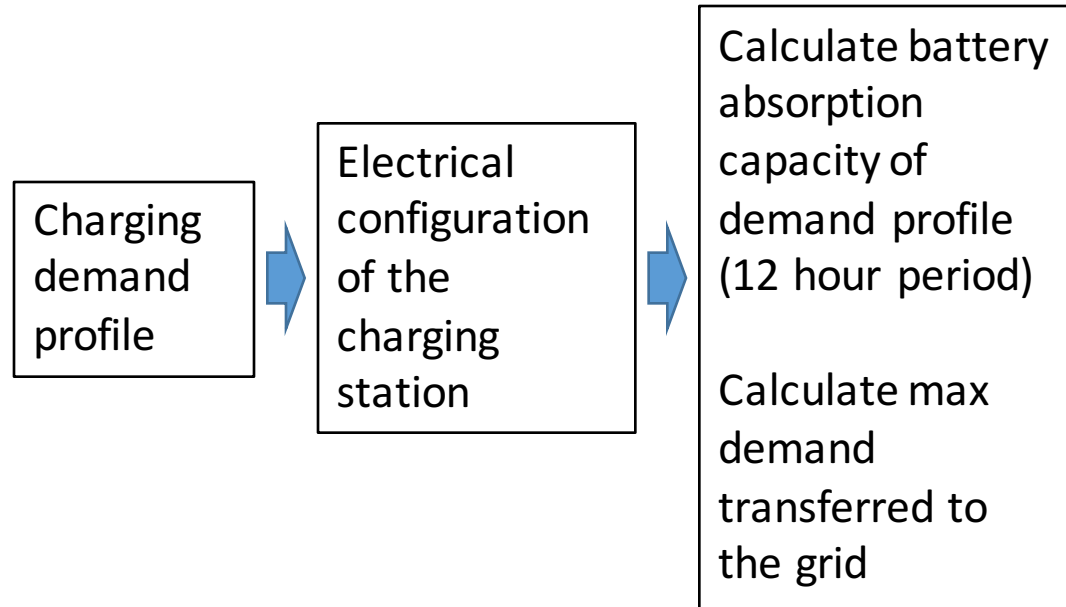 Charging
demand
profile
Electrical
configuration
of the
charging
station
Calculate battery
absorption
capacity of
demand profile
(12 hour period)
Calculate max
demand
transferred to
the grid